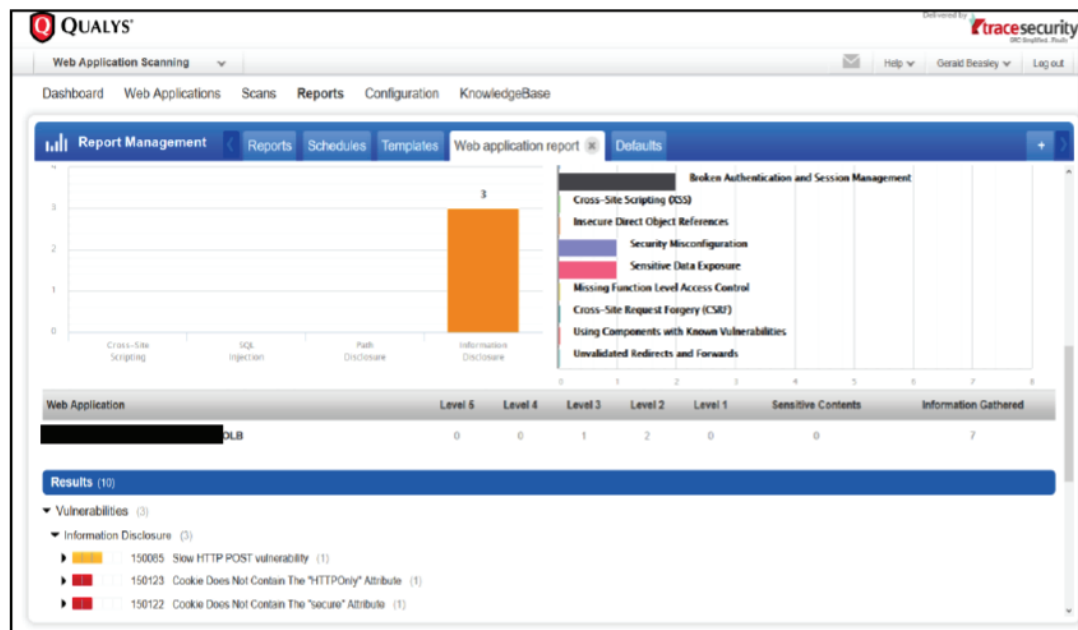 QUALYS®
Delivered by
tracesecurity
Web Application Scanning
Help
Gerald Beasley
Log out
Dashboard Web Applications Scans Reports Configuration KnowledgeBase
Report Management Reports Schedules Templates Web application report Defaults +
4
3
2
1
0
3
Cross-Site Scripting
SQL Injection
Path Disclosure
Information Disclosure
Broken Authentication and Session Management
Cross-Site Scripting (XSS)
Insecure Direct Object References
Security Misconfiguration
Sensitive Data Exposure
Missing Function Level Access Control
Cross-Site Request Forgery (CSRF)
Using Components with Known Vulnerabilities
Unvalidated Redirects and Forwards
0 1 2 3 4 5 6 7 8
Web Application Level 5 Level 4 Level 3 Level 2 Level 1 Sensitive Contents Information Gathered
DLB 0 0 1 2 0 0 7
Results (10)
Vulnerabilities (3)
Information Disclosure (3)
150085 Slow HTTP POST vulnerability (1)
150123 Cookie Does Not Contain The "HTTPOnly" Attribute (1)
150122 Cookie Does Not Contain The "secure" Attribute (1)